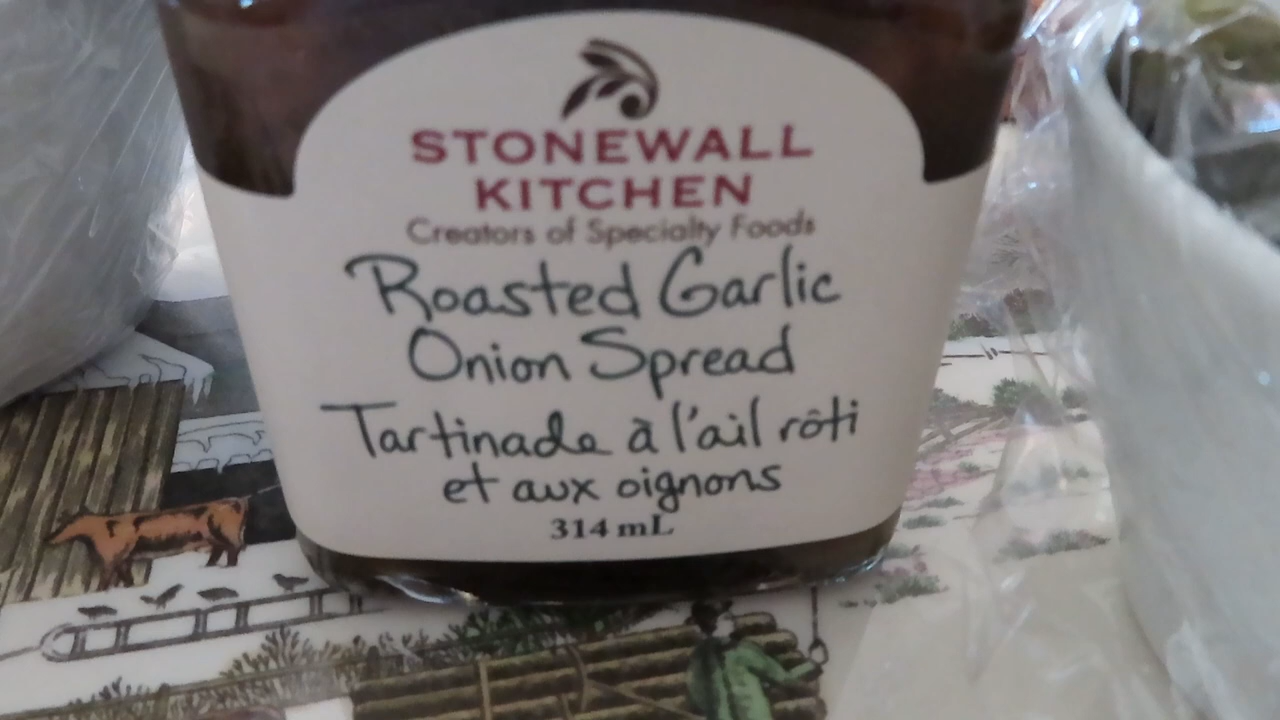 STONEWALL
KITCHEN
Creators of Specialty Foods
Roasted Garlic
Onion Spread
Tartinade à l'ail rôti
et aux oignons
314 mL